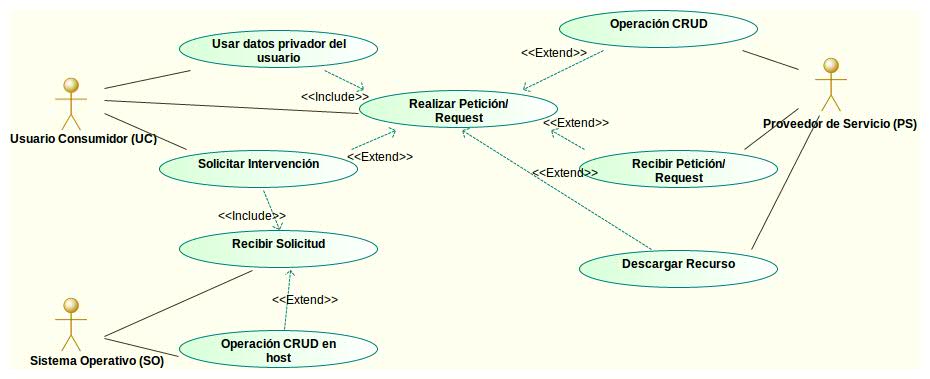 Operación CRUD
Usar datos privador del
usuario
<<Extend>>
<<Include>>
Realizar Petición/
Request
Usuario Consumidor (UC)
<<Extend>>
Proveedor de Servicio (PS)
Solicitar Intervención
<<Extend>>
Recibir Petición/
Request
<<Extend>>
<<Include>>
Recibir Solicitud
Descargar Recurso
<<Extend>>
Operación CRUD en
host
Sistema Operativo (SO)